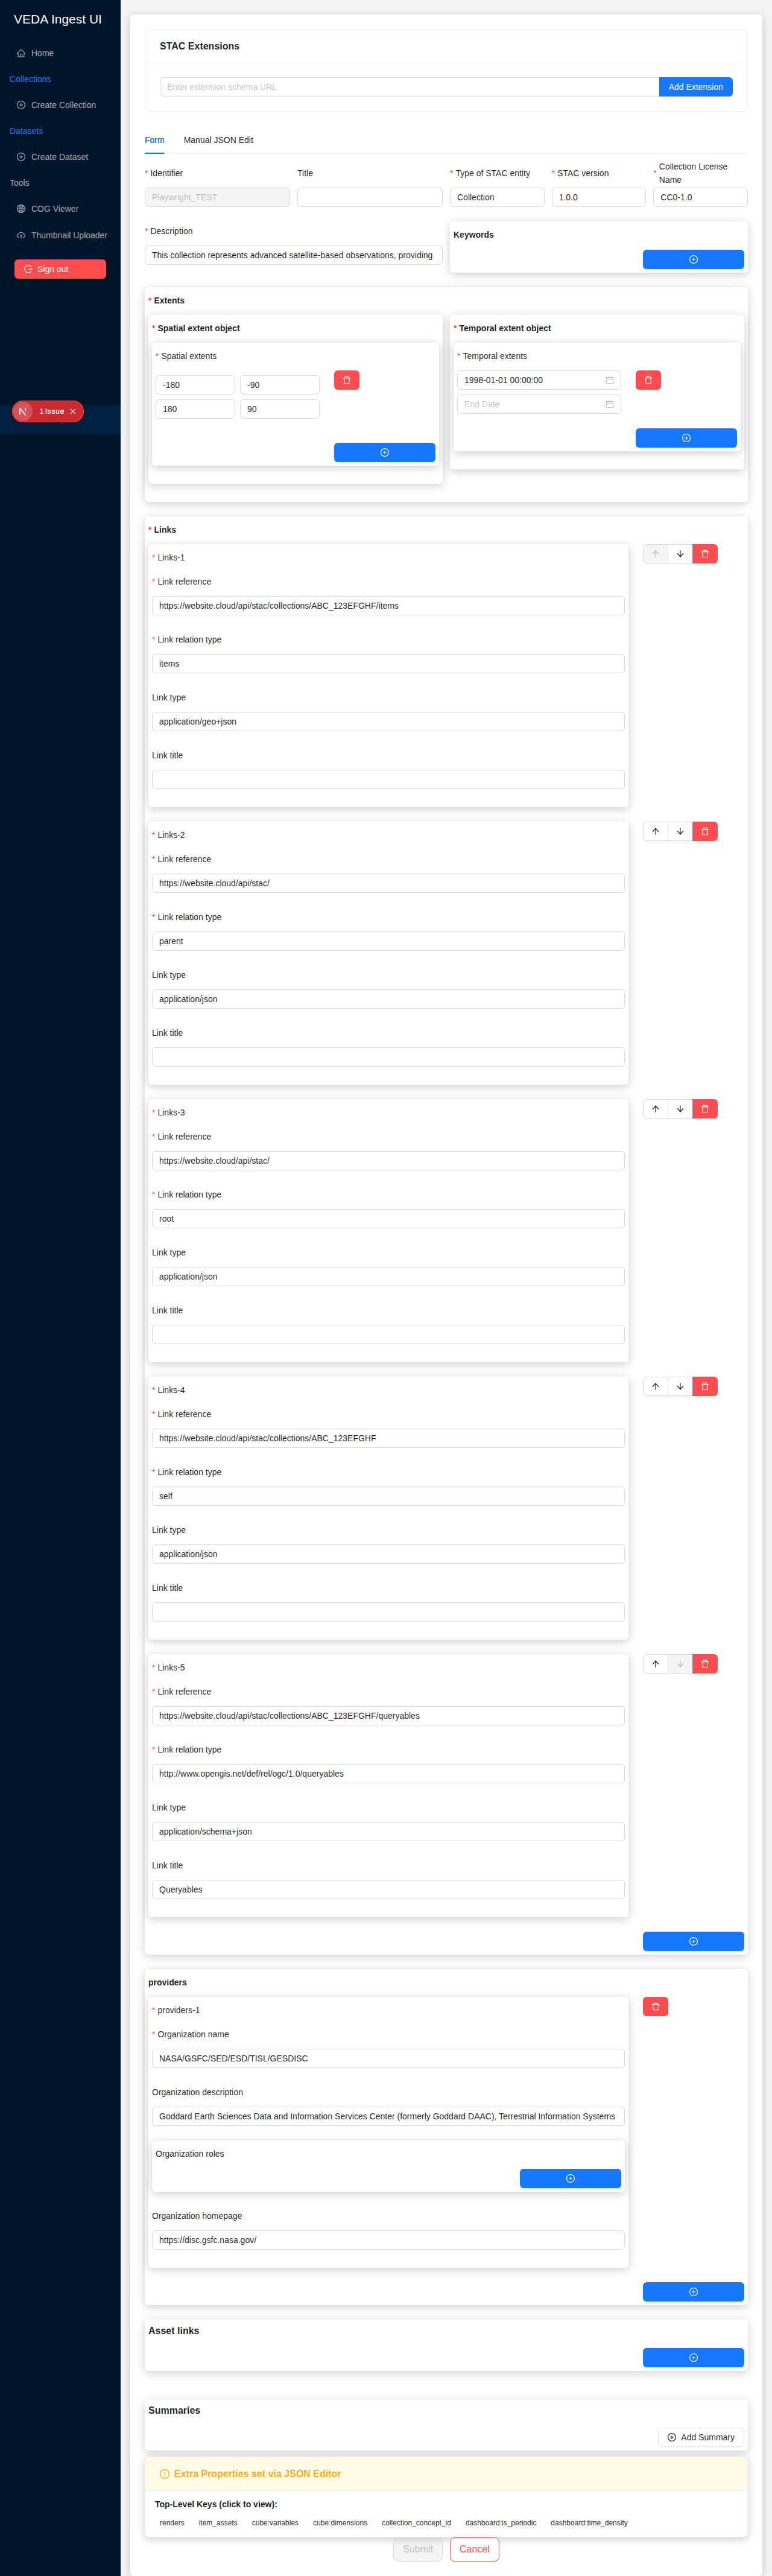 VEDA Ingest UI
Home
Collections
Create Collection
Datasets
Create Dataset
Tools
COG Viewer
Thumbnail Uploader
Sign out
1 Issue
STAC Extensions
Enter extension schema URL
Add Extension
Form
Manual JSON Edit
* Identifier
Title
* Type of STAC entity
* STAC version
* Collection License Name
Playwright_TEST
Collection
1.0.0
CC0-1.0
* Description
This collection represents advanced satellite-based observations, providing
Keywords
* Extents
* Spatial extent object
* Spatial extents
-180
-90
180
90
* Temporal extent object
* Temporal extents
1998-01-01 00:00:00
End Date
* Links
* Links-1
* Link reference
https://website.cloud/api/stac/collections/ABC_123EFGHF/items
* Link relation type
items
Link type
application/geo+json
Link title
* Links-2
* Link reference
https://website.cloud/api/stac/
* Link relation type
parent
Link type
application/json
Link title
* Links-3
* Link reference
https://website.cloud/api/stac/
* Link relation type
root
Link type
application/json
Link title
* Links-4
* Link reference
https://website.cloud/api/stac/collections/ABC_123EFGHF
* Link relation type
self
Link type
application/json
Link title
* Links-5
* Link reference
https://website.cloud/api/stac/collections/ABC_123EFGHF/queryables
* Link relation type
http://www.opengis.net/def/rel/ogc/1.0/queryables
Link type
application/schema+json
Link title
Queryables
providers
* providers-1
* Organization name
NASA/GSFC/SED/ESD/TISL/GESDISC
Organization description
Goddard Earth Sciences Data and Information Services Center (formerly Goddard DAAC), Terrestrial Information Systems
Organization roles
Organization homepage
https://disc.gsfc.nasa.gov/
Asset links
Summaries
Add Summary
Extra Properties set via JSON Editor
Top-Level Keys (click to view):
renders item_assets cube:variables cube:dimensions collection_concept_id dashboard:is_periodic dashboard:time_density
Submit
Cancel